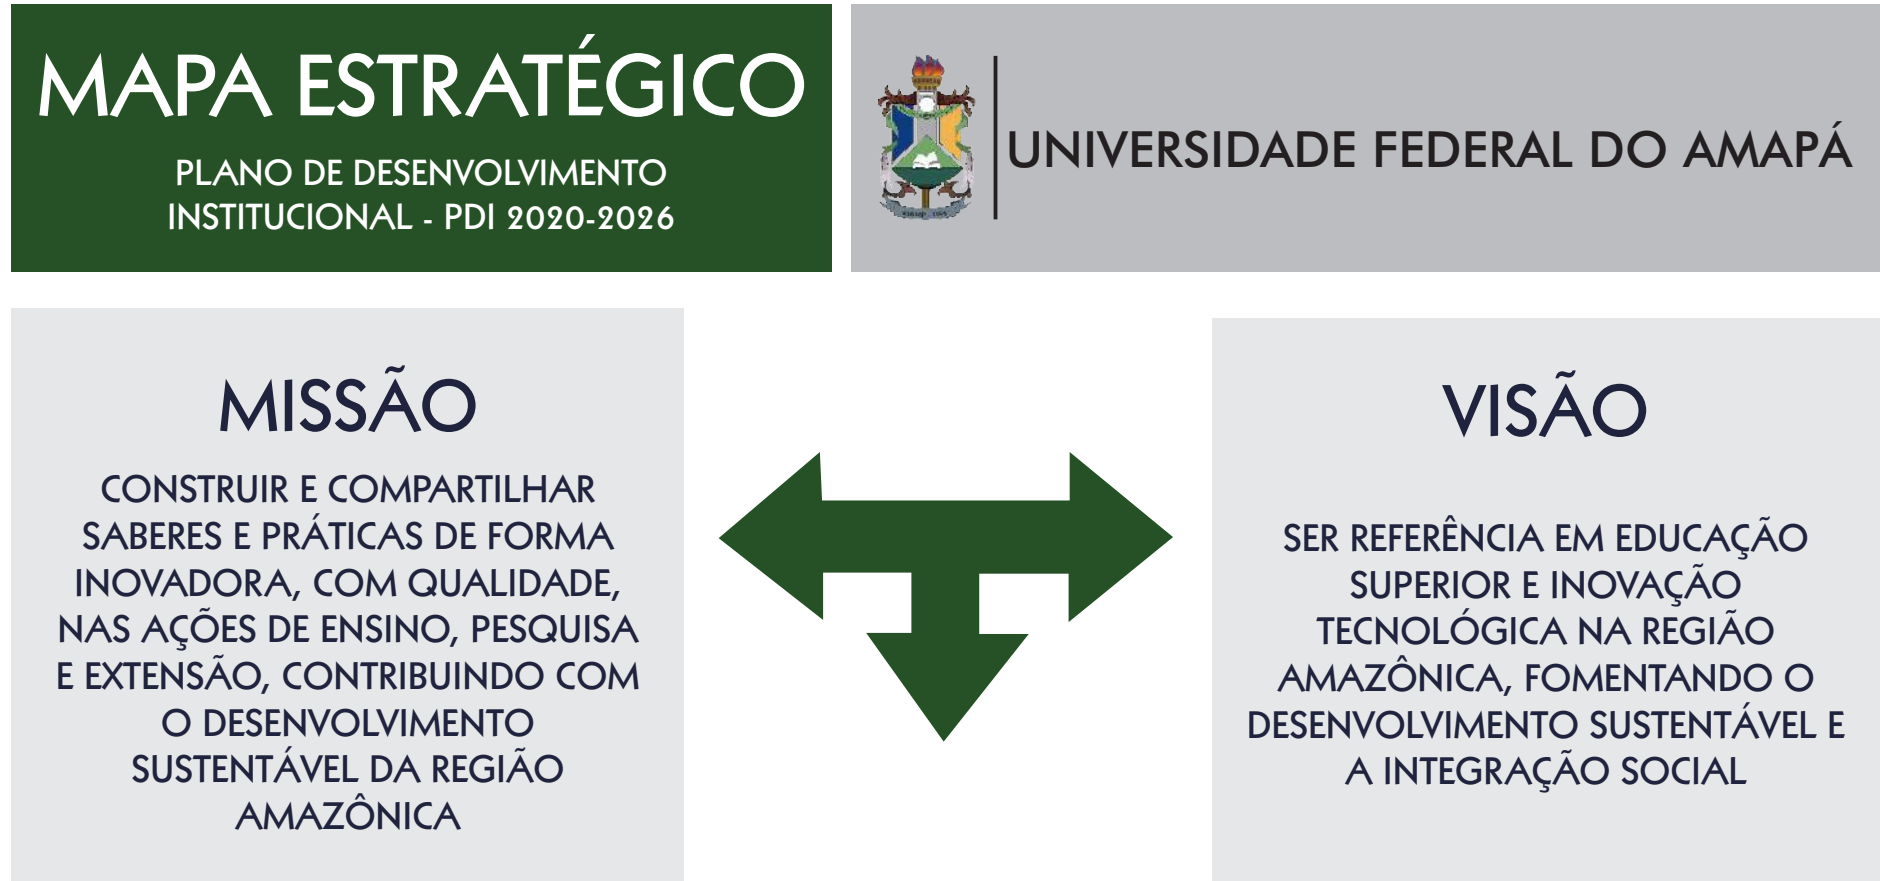 MAPA ESTRATÉGICO
PLANO DE DESENVOLVIMENTO
INSTITUCIONAL - PDI 2020-2026
UNIVERSIDADE FEDERAL DO AMAPÁ
MISSÃO
CONSTRUIR E COMPARTILHAR
SABERES E PRÁTICAS DE FORMA
INOVADORA, COM QUALIDADE,
NAS AÇÕES DE ENSINO, PESQUISA
E EXTENSÃO, CONTRIBUINDO COM
O DESENVOLVIMENTO
SUSTENTÁVEL DA REGIÃO
AMAZÔNICA
VISÃO
SER REFERÊNCIA EM EDUCAÇÃO
SUPERIOR E INOVAÇÃO
TECNOLÓGICA NA REGIÃO
AMAZÔNICA, FOMENTANDO O
DESENVOLVIMENTO SUSTENTÁVEL E
A INTEGRAÇÃO SOCIAL